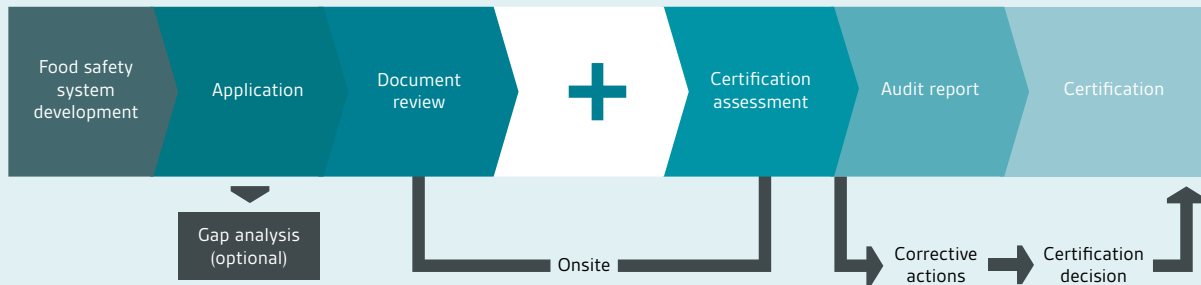 Food safety
system
development
Application
Document
review
+
Certification
assessment
Audit report
Certification
Gap analysis
(optional)
Onsite
Corrective
actions
Certification
decision